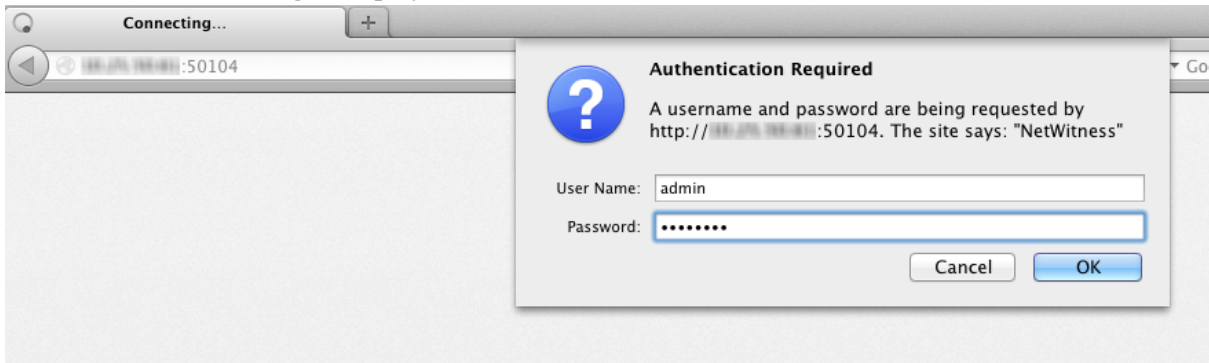 Connecting...
:50104
Authentication Required
A username and password are being requested by
http:// :50104. The site says: "NetWitness"
User Name: admin
Password: ••••••••
Cancel OK